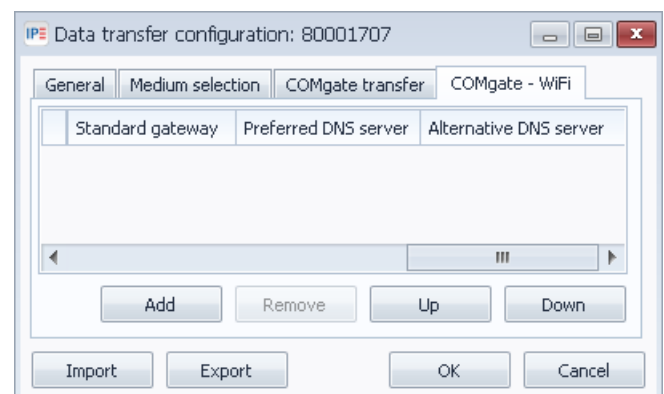 IPE Data transfer configuration: 80001707
General Medium selection COMgate transfer COMgate - WiFi
Standard gateway Preferred DNS server Alternative DNS server
Add Remove Up Down
Import Export OK Cancel